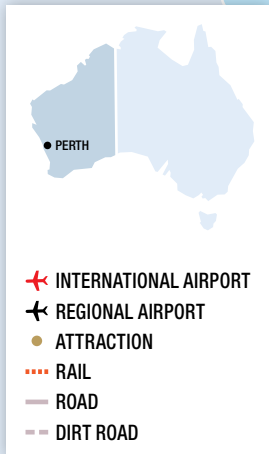 PERTH
INTERNATIONAL AIRPORT
REGIONAL AIRPORT
ATTRACTION
RAIL
ROAD
DIRT ROAD